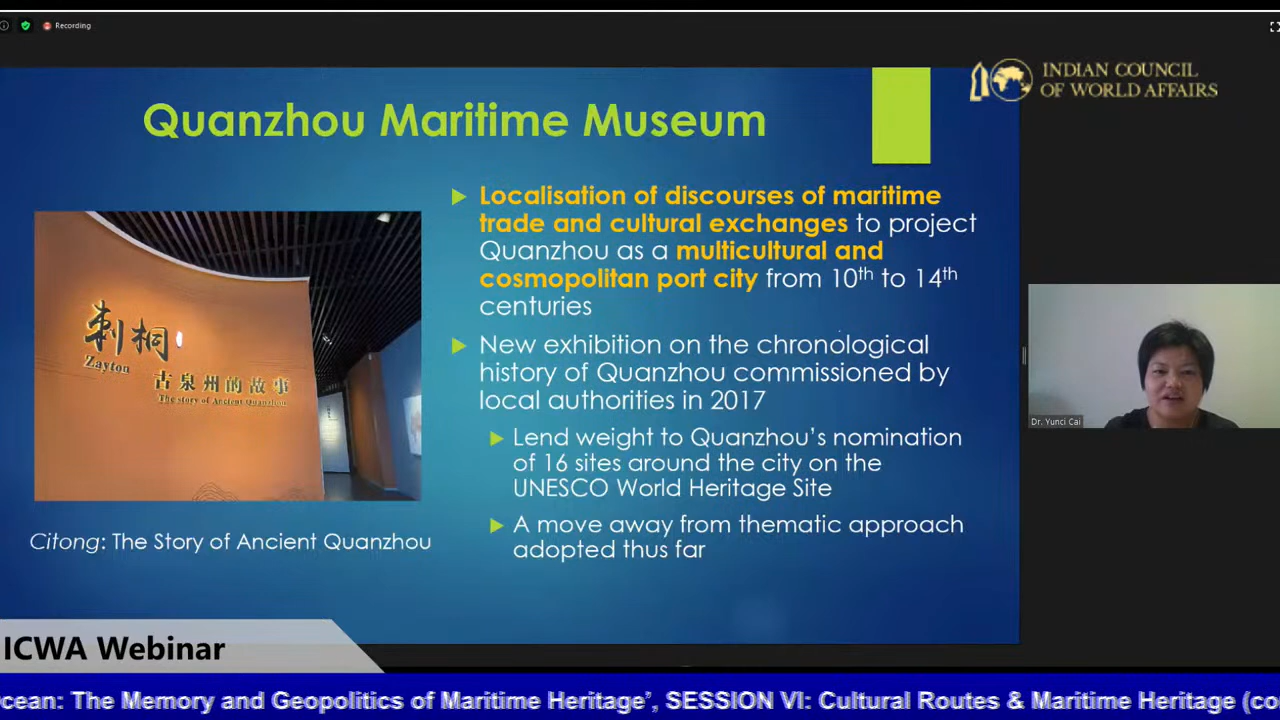 Recording
INDIAN COUNCIL
OF WORLD AFFAIRS
Quanzhou Maritime Museum
Localisation of discourses of maritime
trade and cultural exchanges to project
Quanzhou as a multicultural and
cosmopolitan port city from 10th to 14th
centuries
New exhibition on the chronological
history of Quanzhou commissioned by
local authorities in 2017
Lend weight to Quanzhou's nomination
of 16 sites around the city on the
UNESCO World Heritage Site
A move away from thematic approach
adopted thus far
刺桐
Zayton
古泉州的故事
The story of Ancient Quanzhou
Citong: The Story of Ancient Quanzhou
Dr. Yunci Cai
ICWA Webinar
cean: The Memory and Geopolitics of Maritime Heritage', SESSION VI: Cultural Routes & Maritime Heritage (co